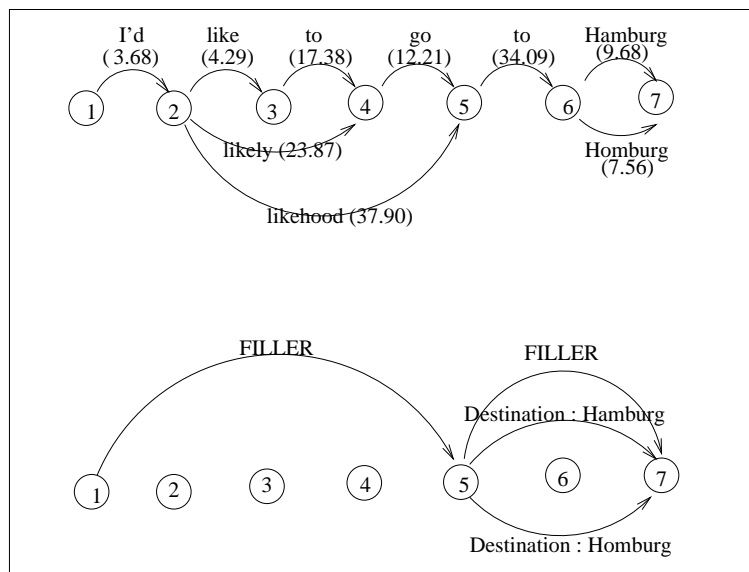 I'd like to go to Hamburg
(3.68) (4.29) (17.38) (12.21) (34.09) (9.68)
1 2 3 4 5 6 7
likely (23.87) Homburg
(7.56)
likehood (37.90)
FILLER FILLER
Destination : Hamburg
1 2 3 4 5 6 7
Destination : Homburg